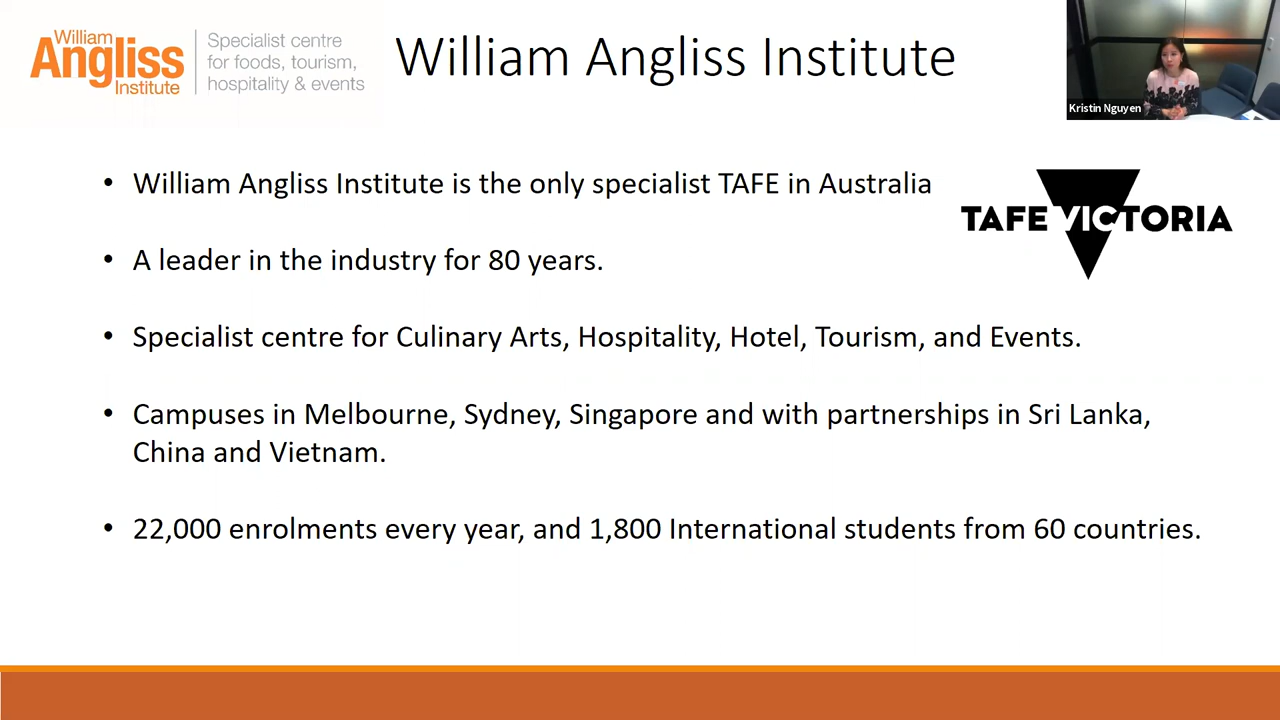 William
Angliss
Institute
Specialist centre
for foods, tourism,
hospitality & events
William Angliss Institute
Kristin Nguyen
• William Angliss Institute is the only specialist TAFE in Australia
TAFE VICTORIA
• A leader in the industry for 80 years.
• Specialist centre for Culinary Arts, Hospitality, Hotel, Tourism, and Events.
• Campuses in Melbourne, Sydney, Singapore and with partnerships in Sri Lanka,
China and Vietnam.
• 22,000 enrolments every year, and 1,800 International students from 60 countries.